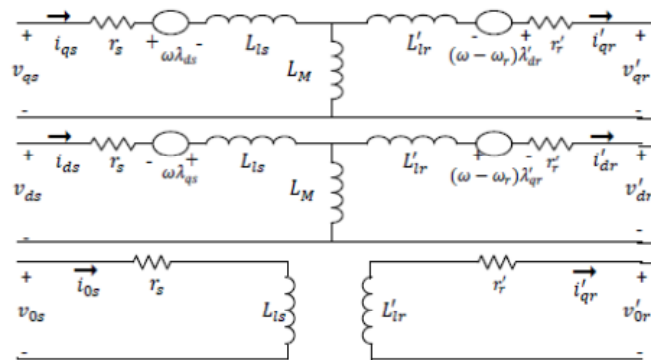 + i_qs r_s + ωλ_ds - L_ls L'_lr - (ω − ω_r)λ'_dr + r'_r i'_qr +
v_qs L_M v'_qr
- -
+ i_ds r_s - ωλ_qs + L_ls L'_lr + (ω − ω_r)λ'_qr - r'_r i'_dr +
v_ds L_M v'_dr
- -
+ i_0s r_s r'_r i'_qr +
v_0s L_ls L'_lr v'_0r
- -